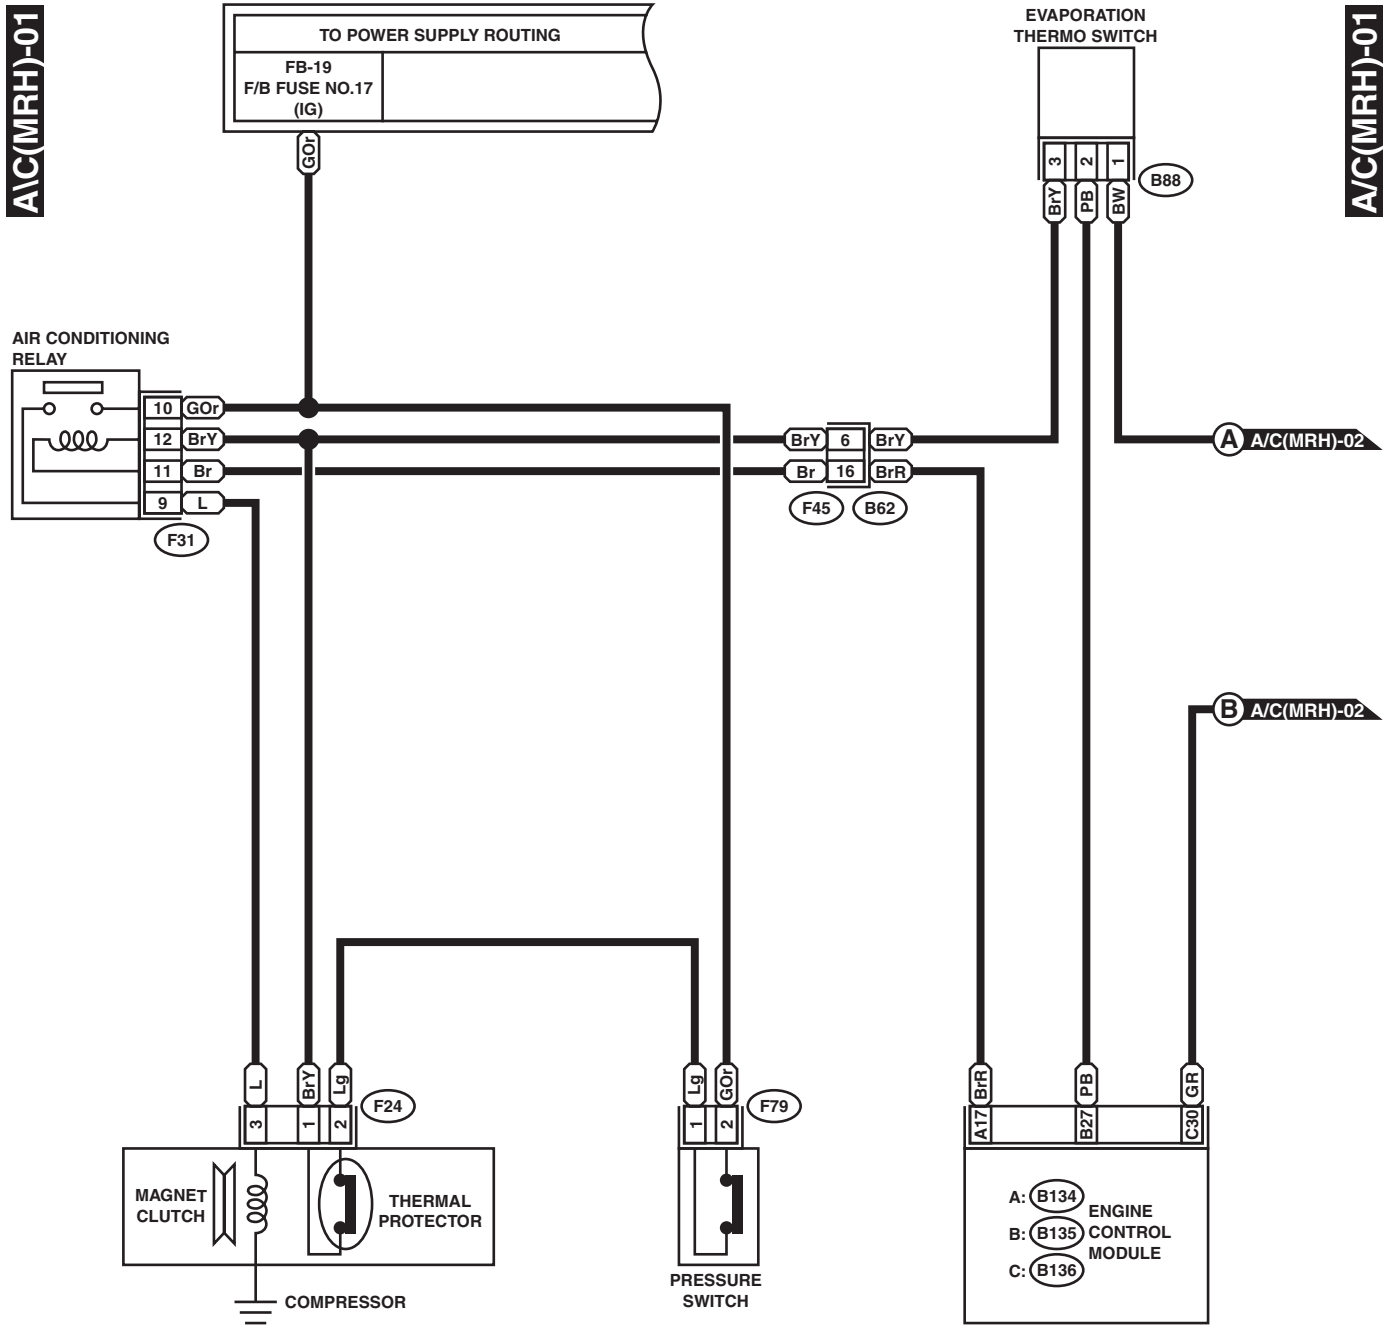 A\C(MRH)-01
A/C(MRH)-01
TO POWER SUPPLY ROUTING
FB-19
F/B FUSE NO.17
(IG)
GOr
EVAPORATION
THERMO SWITCH
3 2 1
B88
BrY PB BW
AIR CONDITIONING
RELAY
10 GOr
12 BrY
11 Br
9 L
F31
BrY 6 BrY
Br 16 BrR
F45 B62
A A/C(MRH)-02
B A/C(MRH)-02
L BrY Lg
3 1 2
F24
Lg GOr
1 2
F79
BrR PB GR
A17 B27 C30
MAGNET
CLUTCH
THERMAL
PROTECTOR
COMPRESSOR
PRESSURE
SWITCH
A: B134
B: B135
C: B136
ENGINE
CONTROL
MODULE